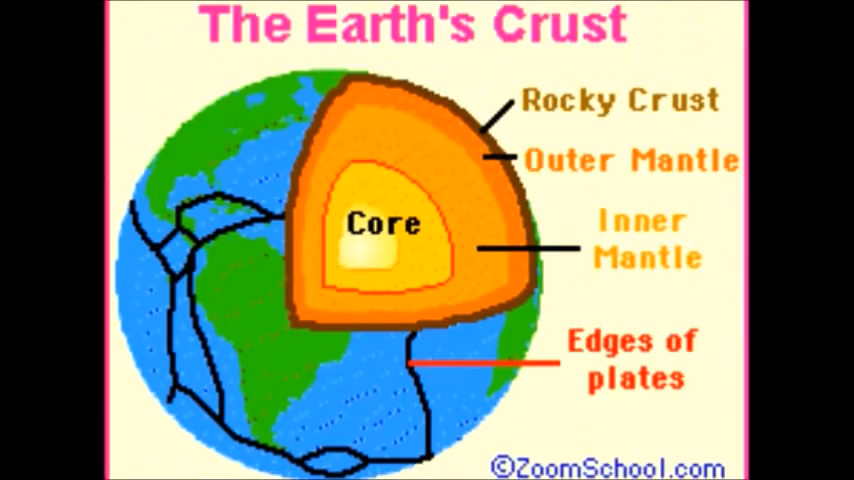 The Earth's Crust
Rocky Crust
Outer Mantle
Core
Inner
Mantle
Edges of
plates
©ZoomSchool.com